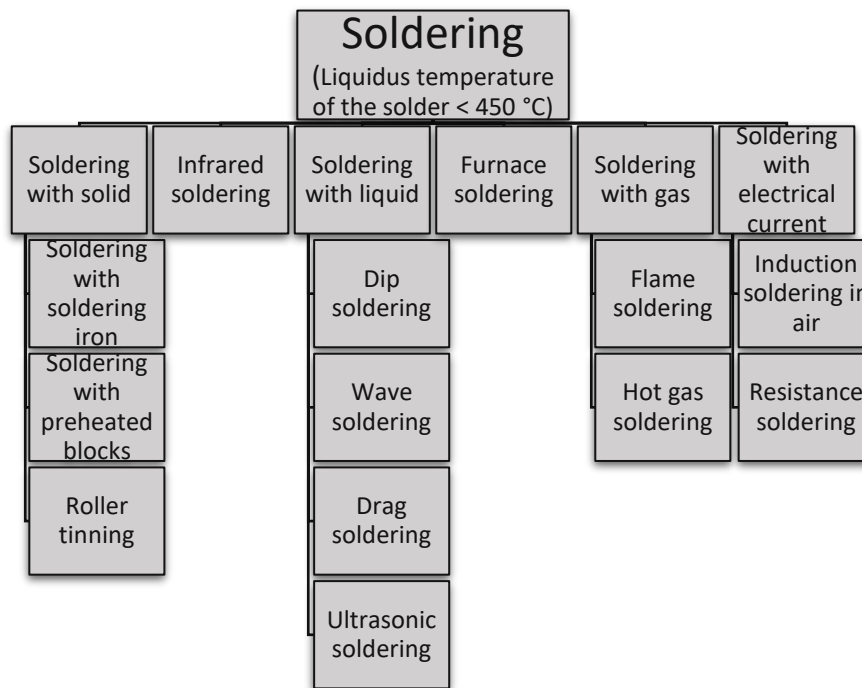 Soldering
(Liquidus temperature
of the solder < 450 °C)
Soldering
with solid
Infrared
soldering
Soldering
with liquid
Furnace
soldering
Soldering
with gas
Soldering
with
electrical
current
Soldering
with
soldering
iron
Soldering
with
preheated
blocks
Roller
tinning
Dip
soldering
Wave
soldering
Drag
soldering
Ultrasonic
soldering
Flame
soldering
Hot gas
soldering
Induction
soldering in
air
Resistance
soldering